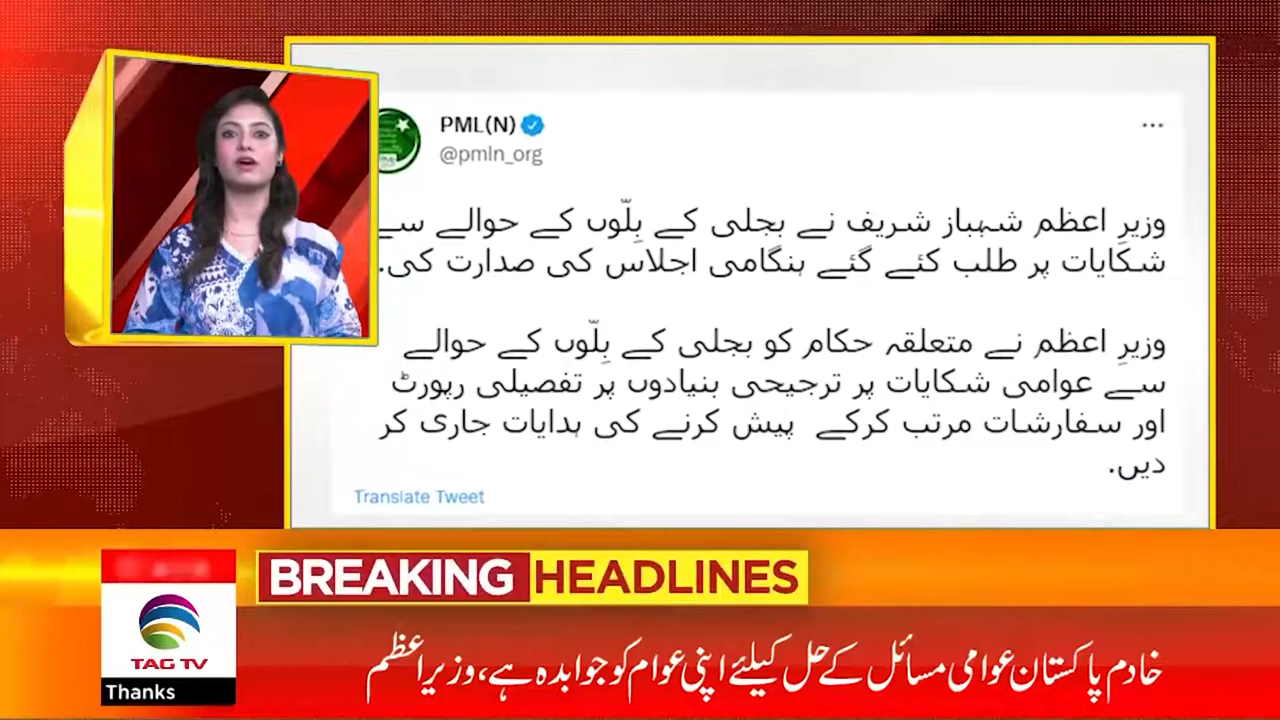 PML(N)
@pmln_org
وزیرِ اعظم شہباز شریف نے بجلی کے بِلّوں کے حوالے سے
شکایات پر طلب کئے گئے ہنگامی اجلاس کی صدارت کی.
وزیرِ اعظم نے متعلقہ حکام کو بجلی کے بِلّوں کے حوالے
سے عوامی شکایات پر ترجیحی بنیادوں پر تفصیلی رپورٹ
اور سفارشات مرتب کرکے پیش کرنے کی ہدایات جاری کر
دیں.
Translate Tweet
BREAKING HEADLINES
TAG TV
Thanks
خادم پاکستان عوامی مسائل کے حل کیلئے اپنی عوام کو جوابدہ ہے، وزیراعظم